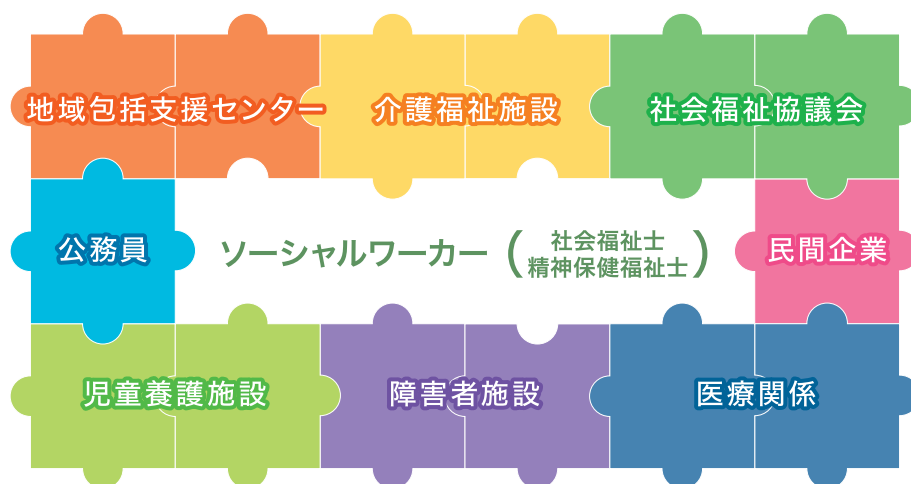 地域包括支援センター
介護福祉施設
社会福祉協議会
公務員
ソーシャルワーカー（社会福祉士
精神保健福祉士）
民間企業
児童養護施設
障害者施設
医療関係